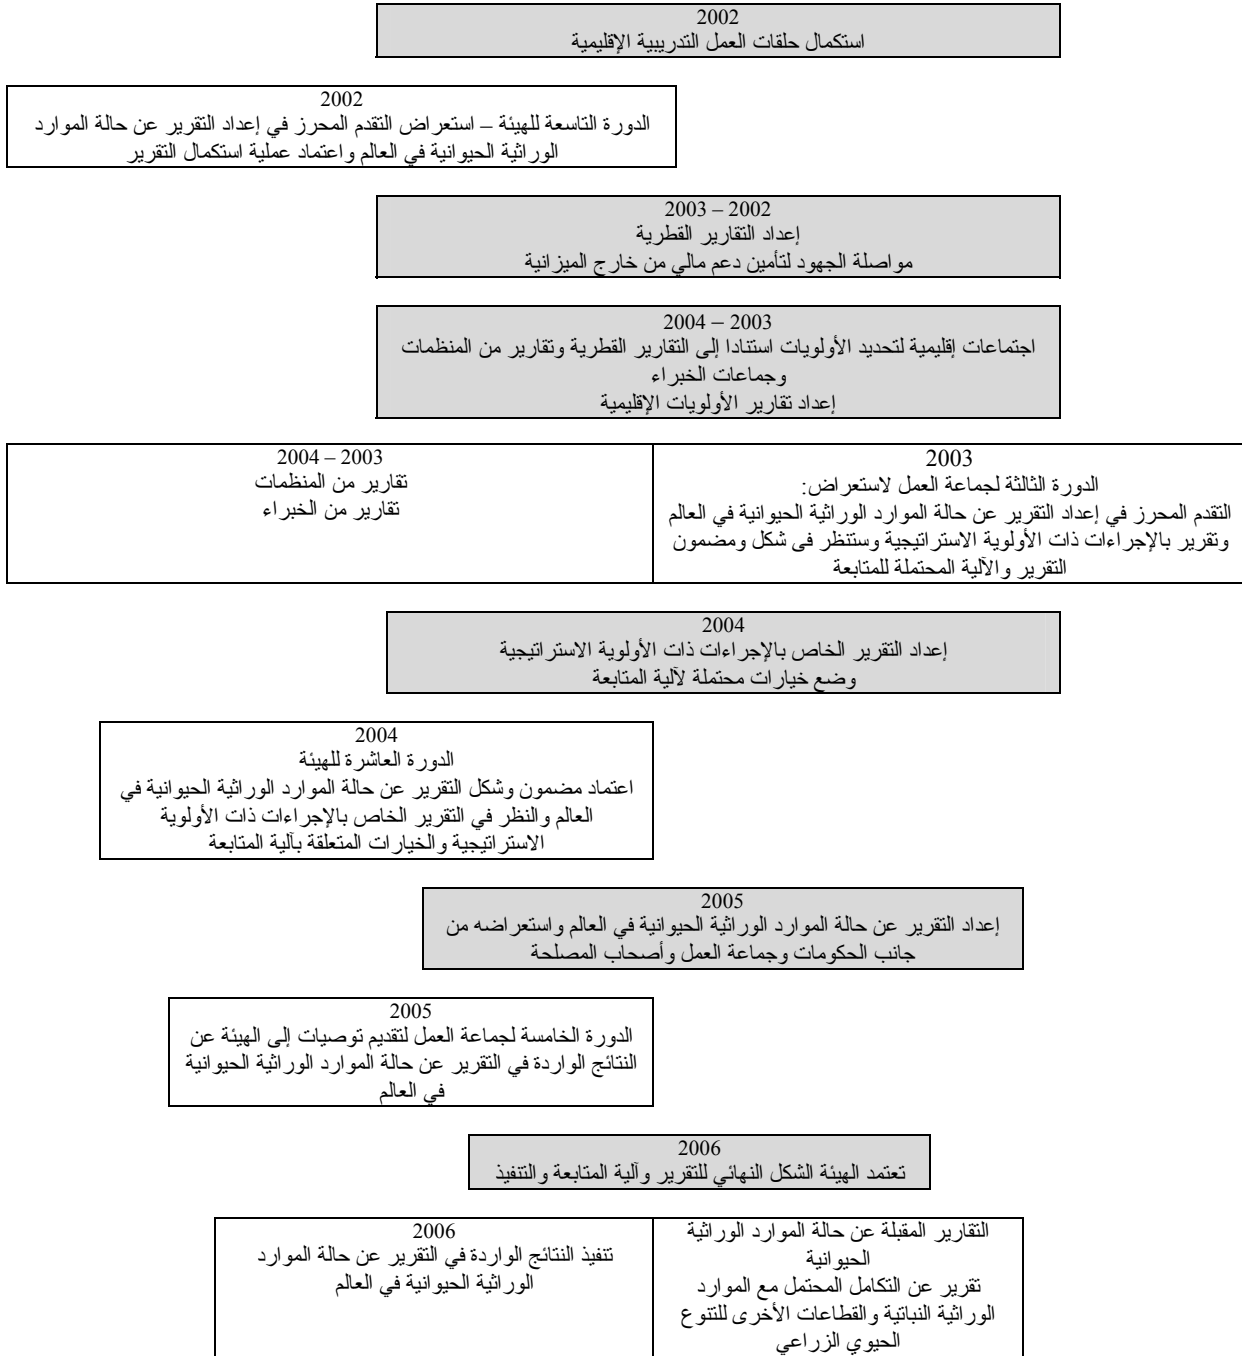 2002
استكمال حلقات العمل التدريبية الإقليمية
2002
الدورة التاسعة للهيئة – استعراض التقدم المحرز في إعداد التقرير عن حالة الموارد
الوراثية الحيوانية في العالم واعتماد عملية استكمال التقرير
2002 – 2003
إعداد التقارير القطرية
مواصلة الجهود لتأمين دعم مالي من خارج الميزانية
2003 – 2004
اجتماعات إقليمية لتحديد الأولويات استنادا إلى التقارير القطرية وتقارير من المنظمات
وجماعات الخبراء
إعداد تقارير الأولويات الإقليمية
2003
الدورة الثالثة لجماعة العمل لاستعراض:
التقدم المحرز في إعداد التقرير عن حالة الموارد الوراثية الحيوانية في العالم
وتقرير بالإجراءات ذات الأولوية الاستراتيجية وستنظر فى شكل ومضمون
التقرير والآلية المحتملة للمتابعة
2003 – 2004
تقارير من المنظمات
تقارير من الخبراء
2004
إعداد التقرير الخاص بالإجراءات ذات الأولوية الاستراتيجية
وضع خيارات محتملة لآلية المتابعة
2004
الدورة العاشرة للهيئة
اعتماد مضمون وشكل التقرير عن حالة الموارد الوراثية الحيوانية في
العالم والنظر في التقرير الخاص بالإجراءات ذات الأولوية
الاستراتيجية والخيارات المتعلقة بآلية المتابعة
2005
إعداد التقرير عن حالة الموارد الوراثية الحيوانية في العالم واستعراضه من
جانب الحكومات وجماعة العمل وأصحاب المصلحة
2005
الدورة الخامسة لجماعة العمل لتقديم توصيات إلى الهيئة عن
النتائج الواردة في التقرير عن حالة الموارد الوراثية الحيوانية
في العالم
2006
تعتمد الهيئة الشكل النهائي للتقرير وآلية المتابعة والتنفيذ
التقارير المقبلة عن حالة الموارد الوراثية
الحيوانية
تقرير عن التكامل المحتمل مع الموارد
الوراثية النباتية والقطاعات الأخرى للتنوع
الحيوي الزراعي
2006
تنفيذ النتائج الواردة في التقرير عن حالة الموارد
الوراثية الحيوانية في العالم